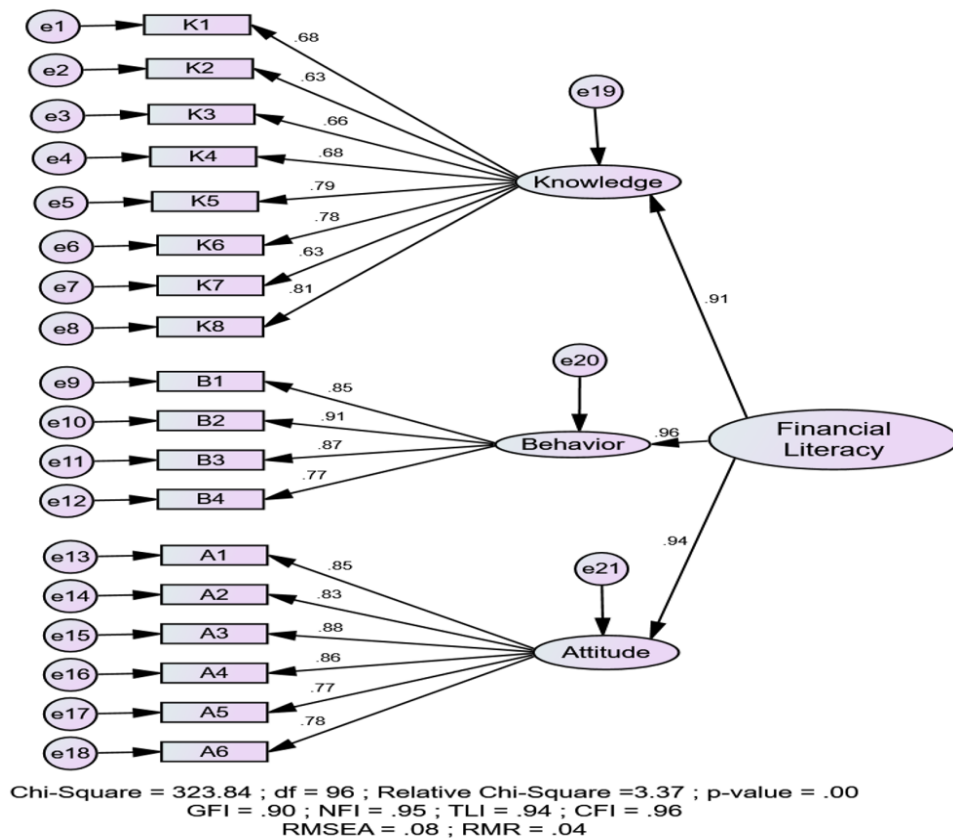 e1 K1 .68
e2 K2 .63
e3 K3 .66
e4 K4 .68
e5 K5 .79
e6 K6 .78
e7 K7 .63
e8 K8 .81
e19
Knowledge
.91
e9 B1 .85
e10 B2 .91
e11 B3 .87
e12 B4 .77
e20
Behavior
.96
Financial
Literacy
.94
e13 A1 .85
e14 A2 .83
e15 A3 .88
e16 A4 .86
e17 A5 .77
e18 A6 .78
e21
Attitude
Chi-Square = 323.84 ; df = 96 ; Relative Chi-Square =3.37 ; p-value = .00
GFI = .90 ; NFI = .95 ; TLI = .94 ; CFI = .96
RMSEA = .08 ; RMR = .04